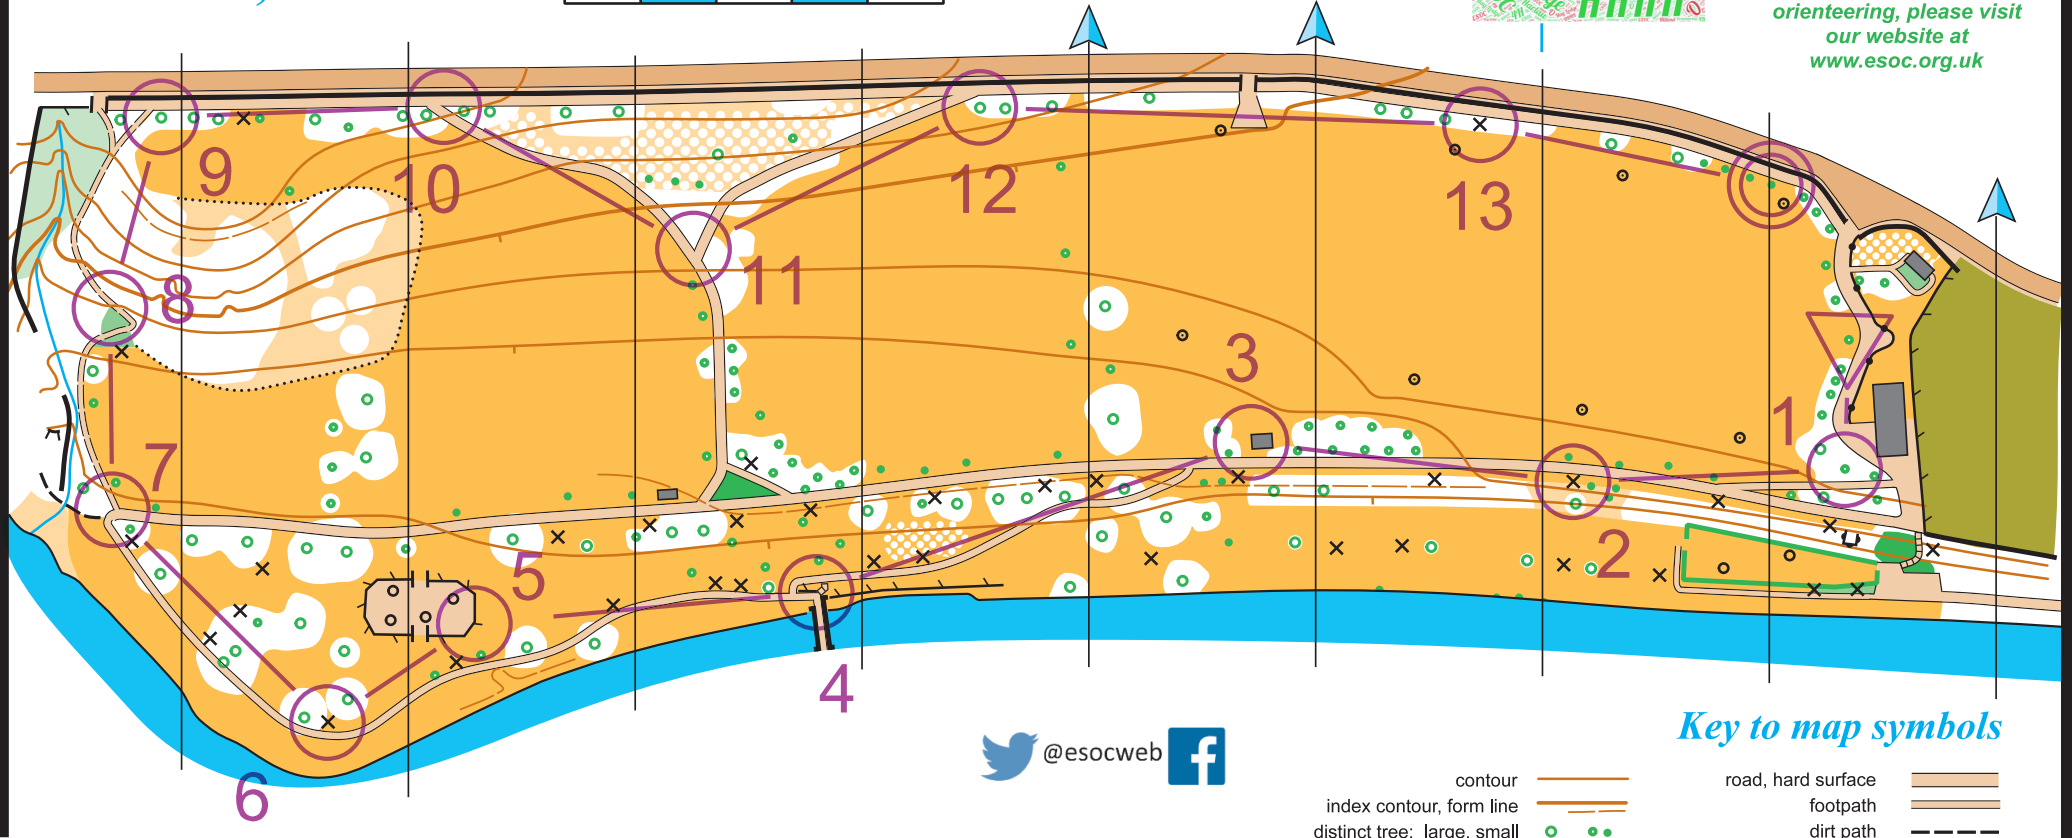 orienteering, please visit
our website at
www.esoc.org.uk
9
10
12
13
11
8
3
1
7
5
2
4
6
@esocweb
Key to map symbols
contour
road, hard surface
index contour, form line
footpath
distinct tree: large, small
dirt path